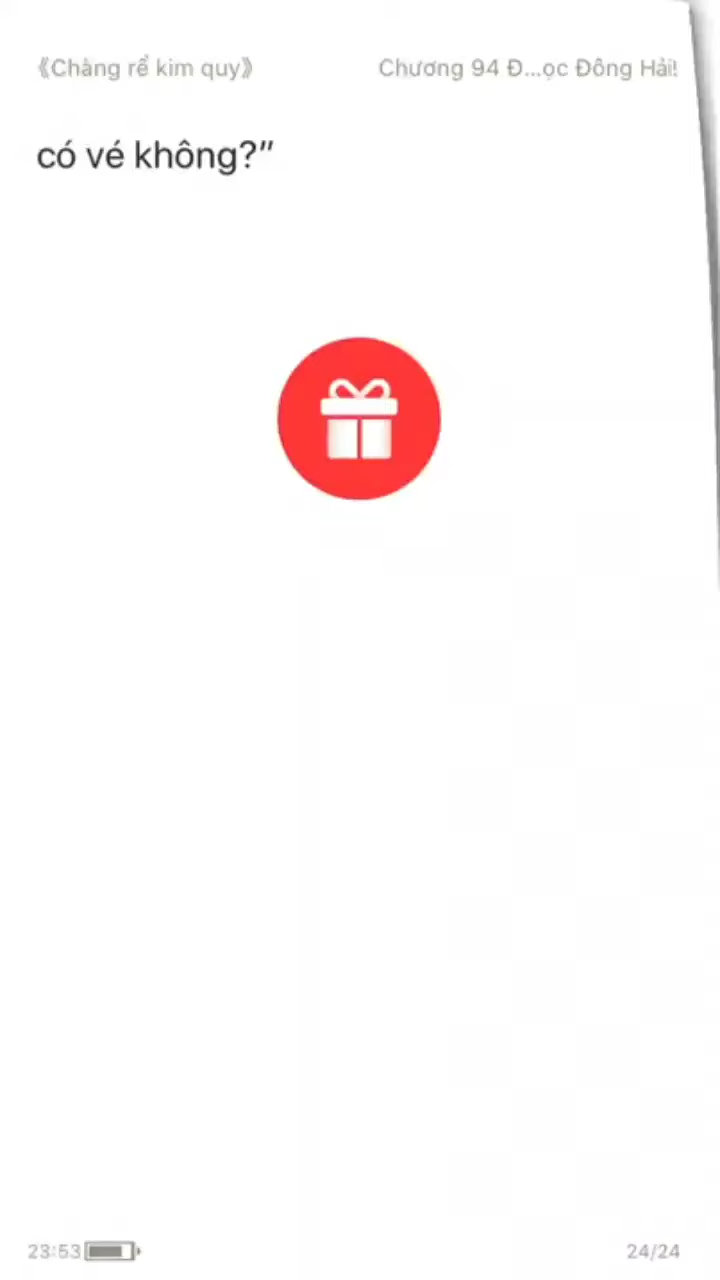 《Chàng rể kim quy》 Chương 94 Đ...ọc Đông Hải!
có vé không?”
23:53 24/24